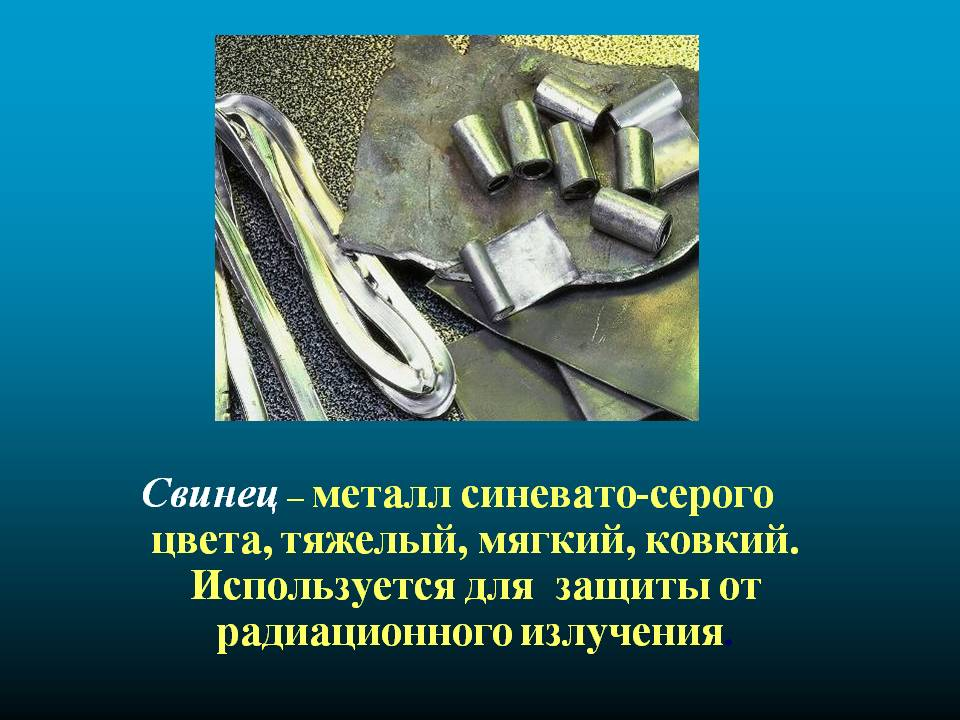 Свинец – металл синевато-серого
цвета, тяжелый, мягкий, ковкий.
Используется для  защиты от
радиационного излучения.